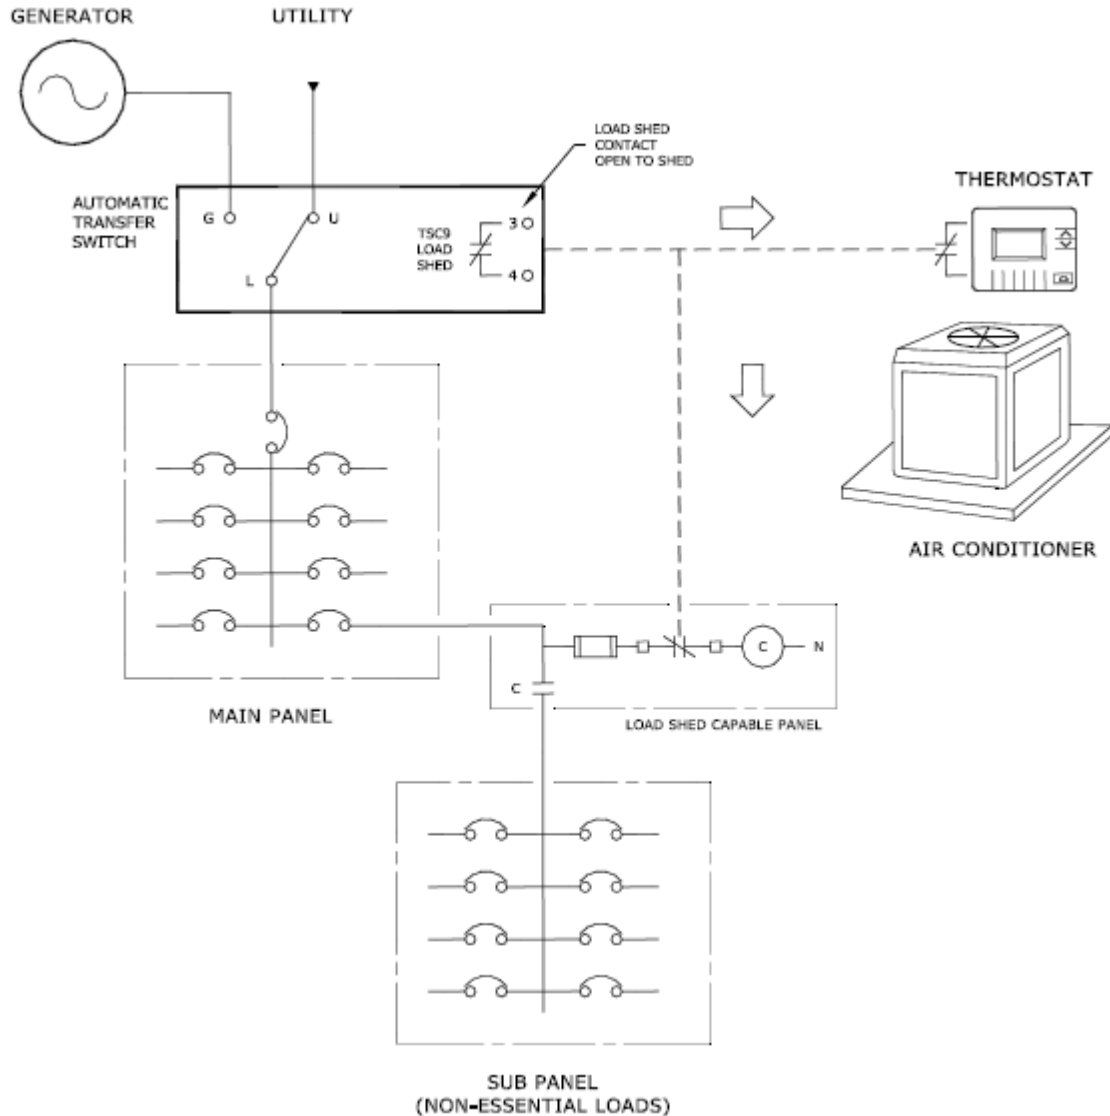 GENERATOR
UTILITY
LOAD SHED
CONTACT
OPEN TO SHED
THERMOSTAT
AUTOMATIC
TRANSFER
SWITCH
G
U
TSC9
LOAD
SHED
3
4
L
AIR CONDITIONER
C
N
C
MAIN PANEL
LOAD SHED CAPABLE PANEL
SUB PANEL
(NON-ESSENTIAL LOADS)